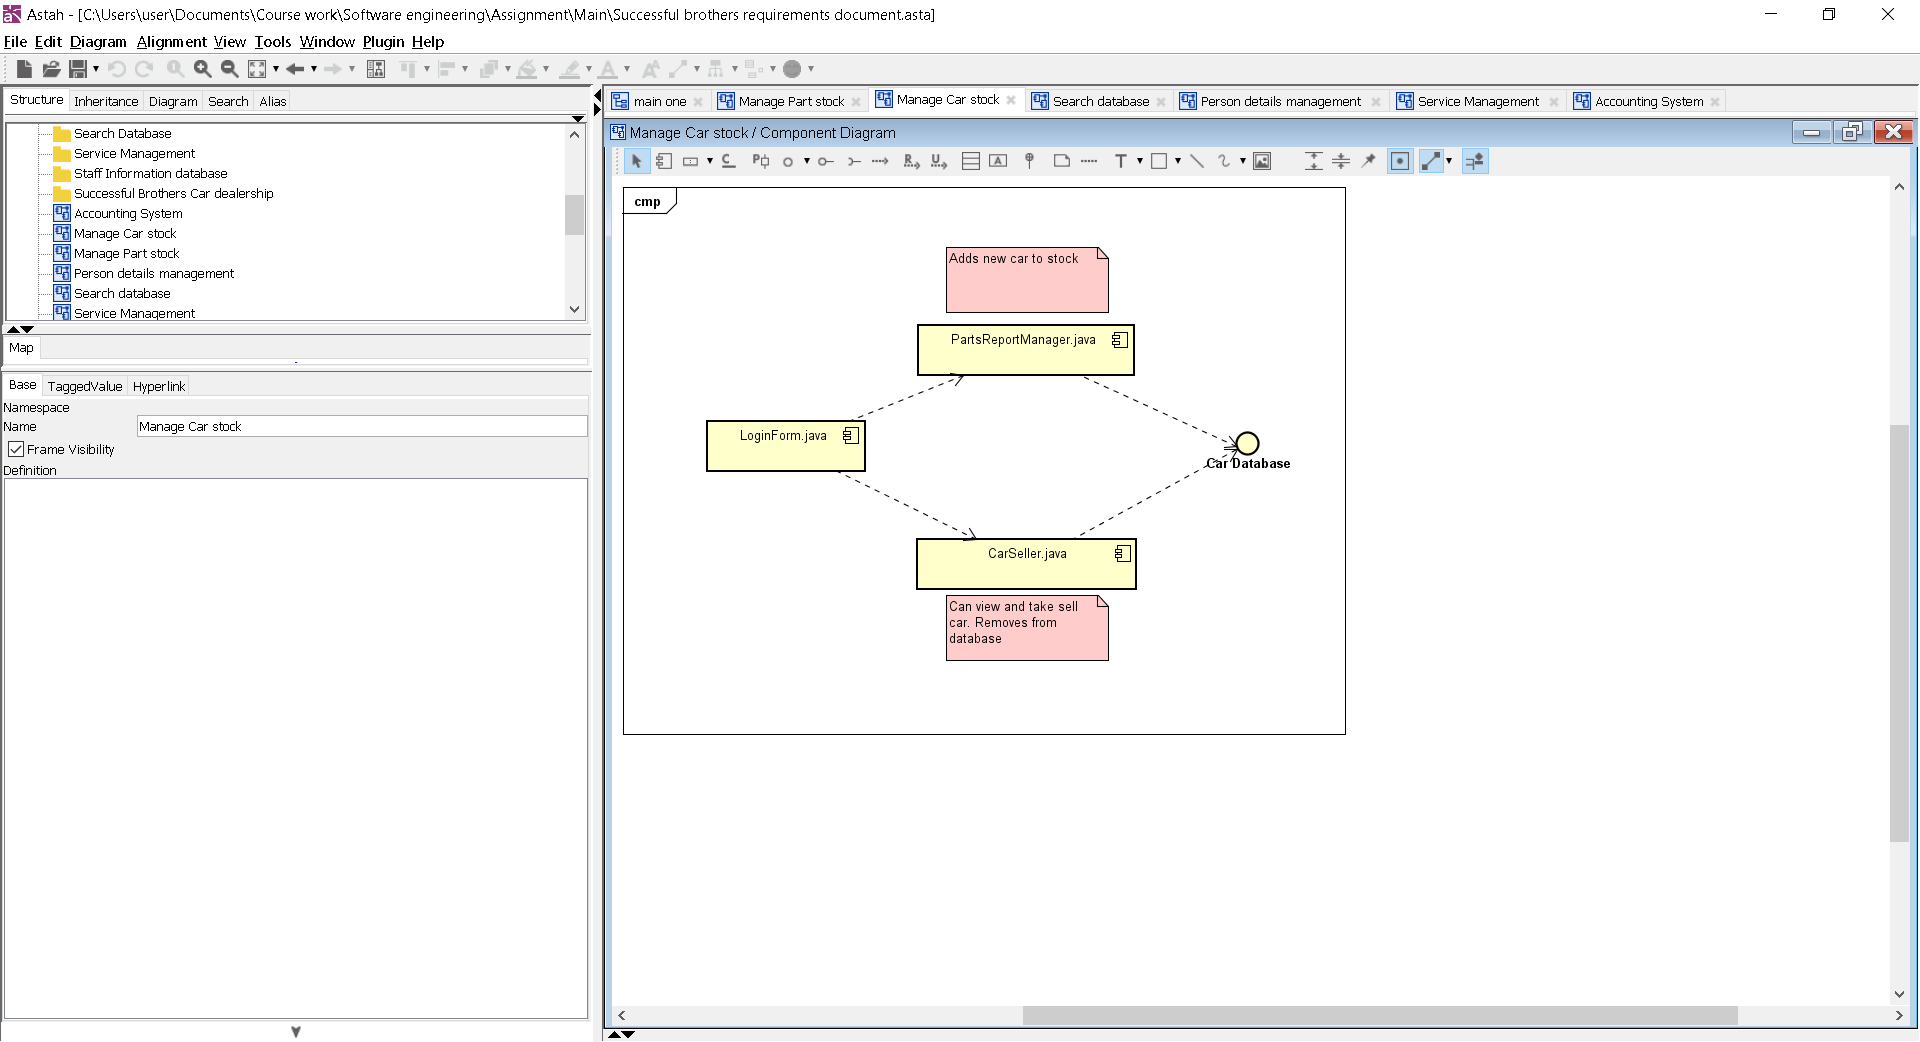 Astah - [C:\Users\user\Documents\Course work\Software engineering\Assignment\Main\Successful brothers requirements document.asta]
File Edit Diagram Alignment View Tools Window Plugin Help
Structure Inheritance Diagram Search Alias
Search Database
Service Management
Staff Information database
Successful Brothers Car dealership
Accounting System
Manage Car stock
Manage Part stock
Person details management
Search database
Service Management
Map
Base TaggedValue Hyperlink
Namespace
Name Manage Car stock
Frame Visibility
Definition
main one Manage Part stock Manage Car stock Search database Person details management Service Management Accounting System
Manage Car stock / Component Diagram
cmp
Adds new car to stock
PartsReportManager.java
LoginForm.java
Car Database
CarSeller.java
Can view and take sell
car. Removes from
database